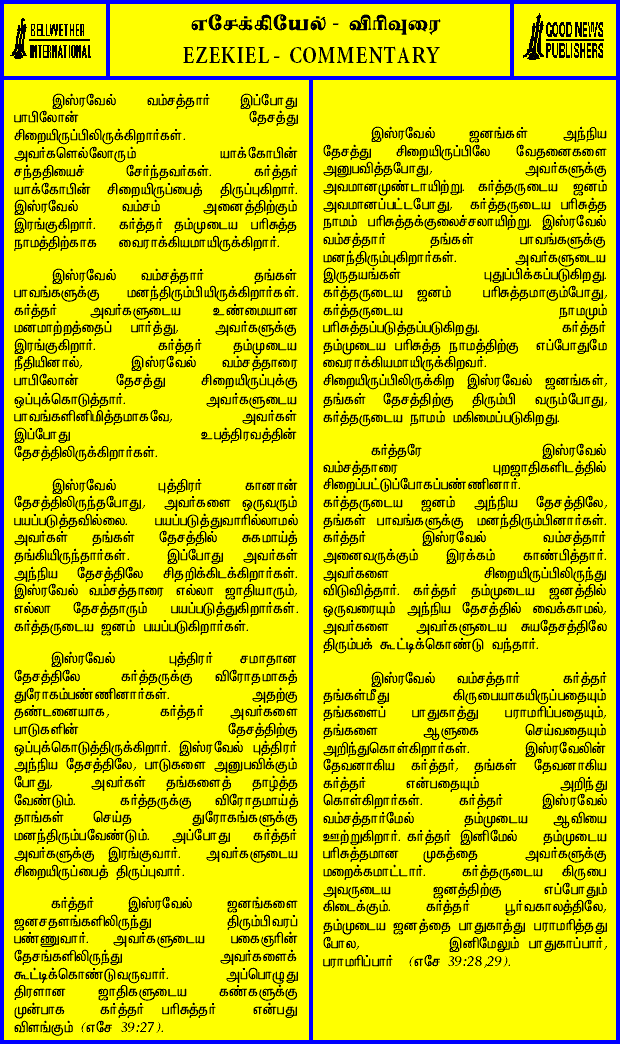 BELLWETHER
INTERNATIONAL
எசேக்கியேல் - விரிவுரை
EZEKIEL - COMMENTARY
GOOD NEWS
PUBLISHERS
இஸ்ரவேல் வம்சத்தார் இப்போது
பாபிலோன் தேசத்து
சிறையிருப்பிலிருக்கிறார்கள்.
அவர்களெல்லோரும் யாக்கோபின்
சந்ததியைச் சேர்ந்தவர்கள். கர்த்தர்
யாக்கோபின் சிறையிருப்பைத் திருப்புகிறார்.
இஸ்ரவேல் வம்சம் அனைத்திற்கும்
இரங்குகிறார். கர்த்தர் தம்முடைய பரிசுத்த
நாமத்திற்காக வைராக்கியமாயிருக்கிறார்.
இஸ்ரவேல் வம்சத்தார் தங்கள்
பாவங்களுக்கு மனந்திரும்பியிருக்கிறார்கள்.
கர்த்தர் அவர்களுடைய உண்மையான
மனமாற்றத்தைப் பார்த்து, அவர்களுக்கு
இரங்குகிறார். கர்த்தர் தம்முடைய
நீதியினால், இஸ்ரவேல் வம்சத்தாரை
பாபிலோன் தேசத்து சிறையிருப்புக்கு
ஒப்புக்கொடுத்தார். அவர்களுடைய
பாவங்களினிமித்தமாகவே, அவர்கள்
இப்போது உபத்திரவத்தின்
தேசத்திலிருக்கிறார்கள்.
இஸ்ரவேல் புத்திரர் கானான்
தேசத்திலிருந்தபோது, அவர்களை ஒருவரும்
பயப்படுத்தவில்லை. பயப்படுத்துவாரில்லாமல்
அவர்கள் தங்கள் தேசத்தில் சுகமாய்த்
தங்கியிருந்தார்கள். இப்போது அவர்கள்
அந்நிய தேசத்திலே சிதறிக்கிடக்கிறார்கள்.
இஸ்ரவேல் வம்சத்தாரை எல்லா ஜாதியாரும்,
எல்லா தேசத்தாரும் பயப்படுத்துகிறார்கள்.
கர்த்தருடைய ஜனம் பயப்படுகிறார்கள்.
இஸ்ரவேல் புத்திரர் சமாதான
தேசத்திலே கர்த்தருக்கு விரோதமாகத்
துரோகம்பண்ணினார்கள். அதற்கு
தண்டனையாக, கர்த்தர் அவர்களை
பாடுகளின் தேசத்திற்கு
ஒப்புக்கொடுத்திருக்கிறார். இஸ்ரவேல் புத்திரர்
அந்நிய தேசத்திலே, பாடுகளை அனுபவிக்கும்
போது, அவர்கள் தங்களைத் தாழ்த்த
வேண்டும். கர்த்தருக்கு விரோதமாய்த்
தாங்கள் செய்த துரோகங்களுக்கு
மனந்திரும்பவேண்டும். அப்போது கர்த்தர்
அவர்களுக்கு இரங்குவார். அவர்களுடைய
சிறையிருப்பைத் திருப்புவார்.
கர்த்தர் இஸ்ரவேல் ஜனங்களை
ஜனசதளங்களிலிருந்து திரும்பிவரப்
பண்ணுவார். அவர்களுடைய பகைஞரின்
தேசங்களிலிருந்து அவர்களைக்
கூட்டிக்கொண்டுவருவார். அப்பொழுது
திரளான ஜாதிகளுடைய கண்களுக்கு
முன்பாக கர்த்தர் பரிசுத்தர் என்பது
விளங்கும் (எசே 39:27).
இஸ்ரவேல் ஜனங்கள் அந்நிய
தேசத்து சிறையிருப்பிலே வேதனைகளை
அனுபவித்தபோது, அவர்களுக்கு
அவமானமுண்டாயிற்று. கர்த்தருடைய ஜனம்
அவமானப்பட்டபோது, கர்த்தருடைய பரிசுத்த
நாமம் பரிசுத்தக்குலைச்சலாயிற்று. இஸ்ரவேல்
வம்சத்தார் தங்கள் பாவங்களுக்கு
மனந்திரும்புகிறார்கள். அவர்களுடைய
இருதயங்கள் புதுப்பிக்கப்படுகிறது.
கர்த்தருடைய ஜனம் பரிசுத்தமாகும்போது,
கர்த்தருடைய நாமமும்
பரிசுத்தப்படுத்தப்படுகிறது. கர்த்தர்
தம்முடைய பரிசுத்த நாமத்திற்கு எப்போதுமே
வைராக்கியமாயிருக்கிறவர்.
சிறையிருப்பிலிருக்கிற இஸ்ரவேல் ஜனங்கள்,
தங்கள் தேசத்திற்கு திரும்பி வரும்போது,
கர்த்தருடைய நாமம் மகிமைப்படுகிறது.
கர்த்தரே இஸ்ரவேல்
வம்சத்தாரை புறஜாதிகளிடத்தில்
சிறைப்பட்டுப்போகப்பண்ணினார்.
கர்த்தருடைய ஜனம் அந்நிய தேசத்திலே,
தங்கள் பாவங்களுக்கு மனந்திரும்பினார்கள்.
கர்த்தர் இஸ்ரவேல் வம்சத்தார்
அனைவருக்கும் இரக்கம் காண்பித்தார்.
அவர்களை சிறையிருப்பிலிருந்து
விடுவித்தார். கர்த்தர் தம்முடைய ஜனத்தில்
ஒருவரையும் அந்நிய தேசத்தில் வைக்காமல்,
அவர்களை அவர்களுடைய சுயதேசத்திலே
திரும்பக் கூட்டிக்கொண்டு வந்தார்.
இஸ்ரவேல் வம்சத்தார் கர்த்தர்
தங்கள்மீது கிருபையாகயிருப்பதையும்
தங்களைப் பாதுகாத்து பராமரிப்பதையும்,
தங்களை ஆளுகை செய்வதையும்
அறிந்துகொள்கிறார்கள். இஸ்ரவேலின்
தேவனாகிய கர்த்தர், தங்கள் தேவனாகிய
கர்த்தர் என்பதையும் அறிந்து
கொள்கிறார்கள். கர்த்தர் இஸ்ரவேல்
வம்சத்தார்மேல் தம்முடைய ஆவியை
ஊற்றுகிறார். கர்த்தர் இனிமேல் தம்முடைய
பரிசுத்தமான முகத்தை அவர்களுக்கு
மறைக்கமாட்டார். கர்த்தருடைய கிருபை
அவருடைய ஜனத்திற்கு எப்போதும்
கிடைக்கும். கர்த்தர் பூர்வகாலத்திலே,
தம்முடைய ஜனத்தை பாதுகாத்து பராமரித்தது
போல, இனிமேலும் பாதுகாப்பார்,
பராமரிப்பார் (எசே 39:28,29).